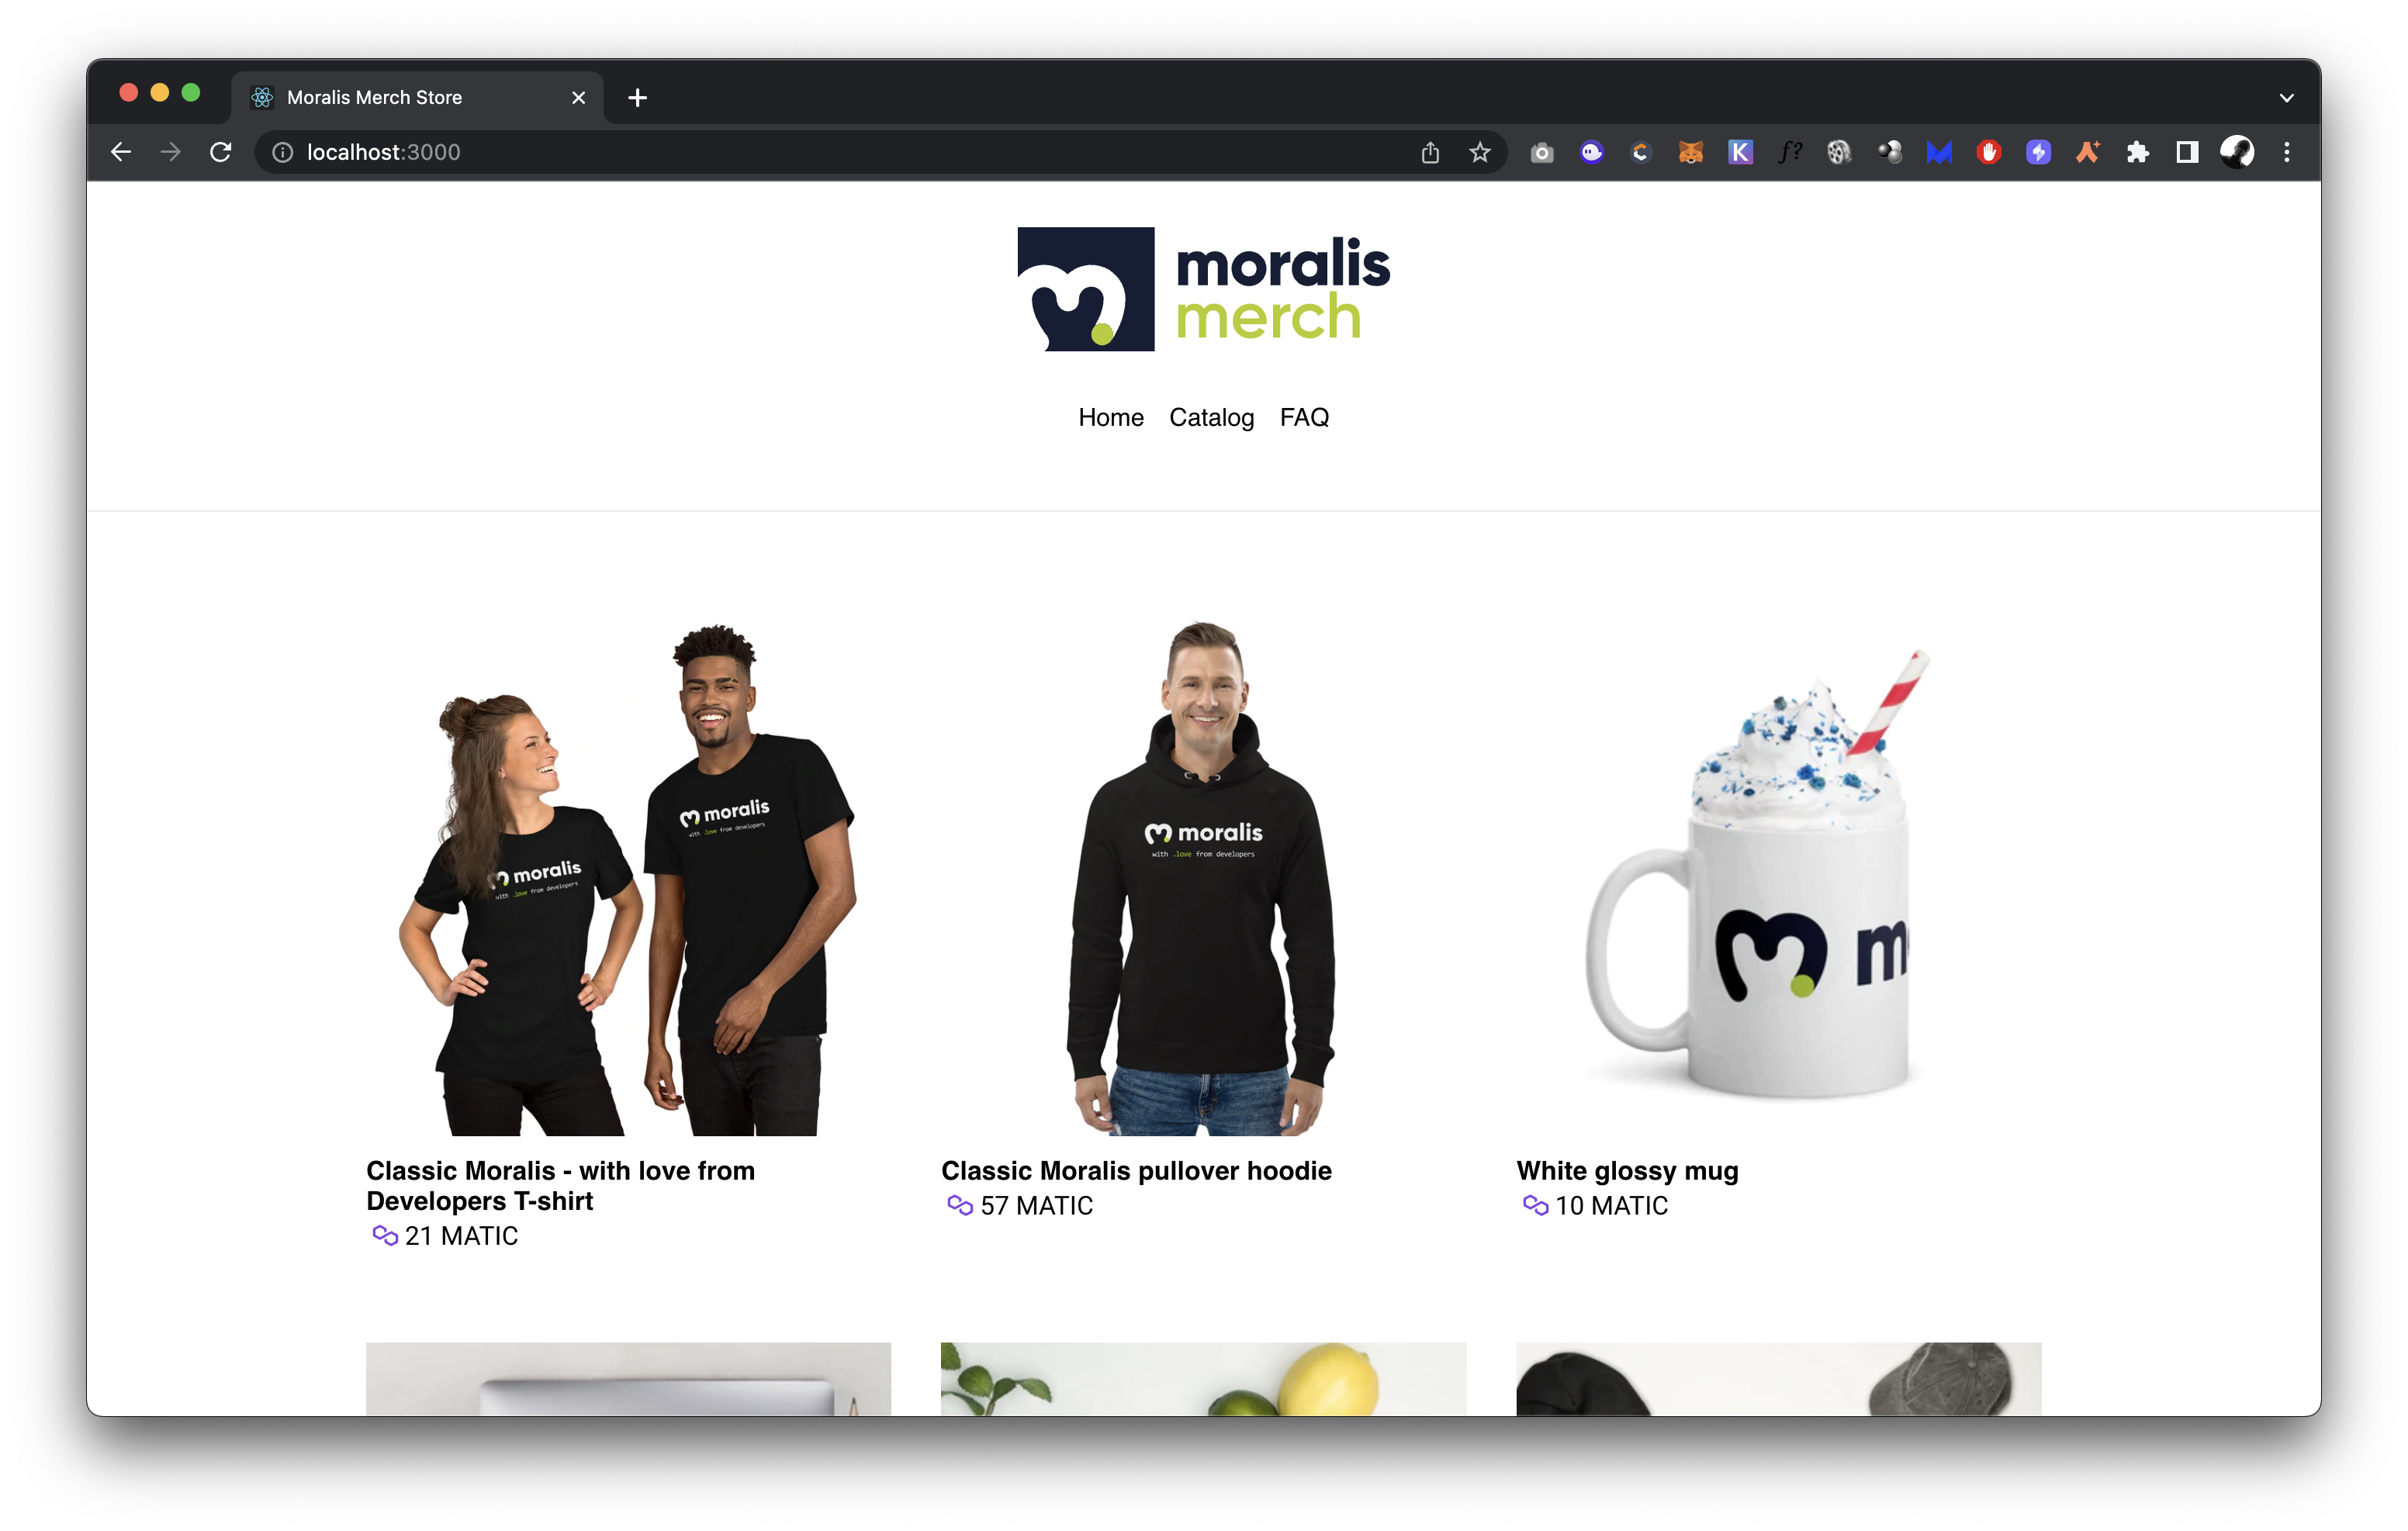 Moralis Merch Store
localhost:3000
f?
K
moralis
merch
Home Catalog FAQ
moralis
with .love from developers
moralis
with .love from developers
moralis
with .love from developers
Classic Moralis - with love from
Developers T-shirt
21 MATIC
Classic Moralis pullover hoodie
57 MATIC
White glossy mug
10 MATIC